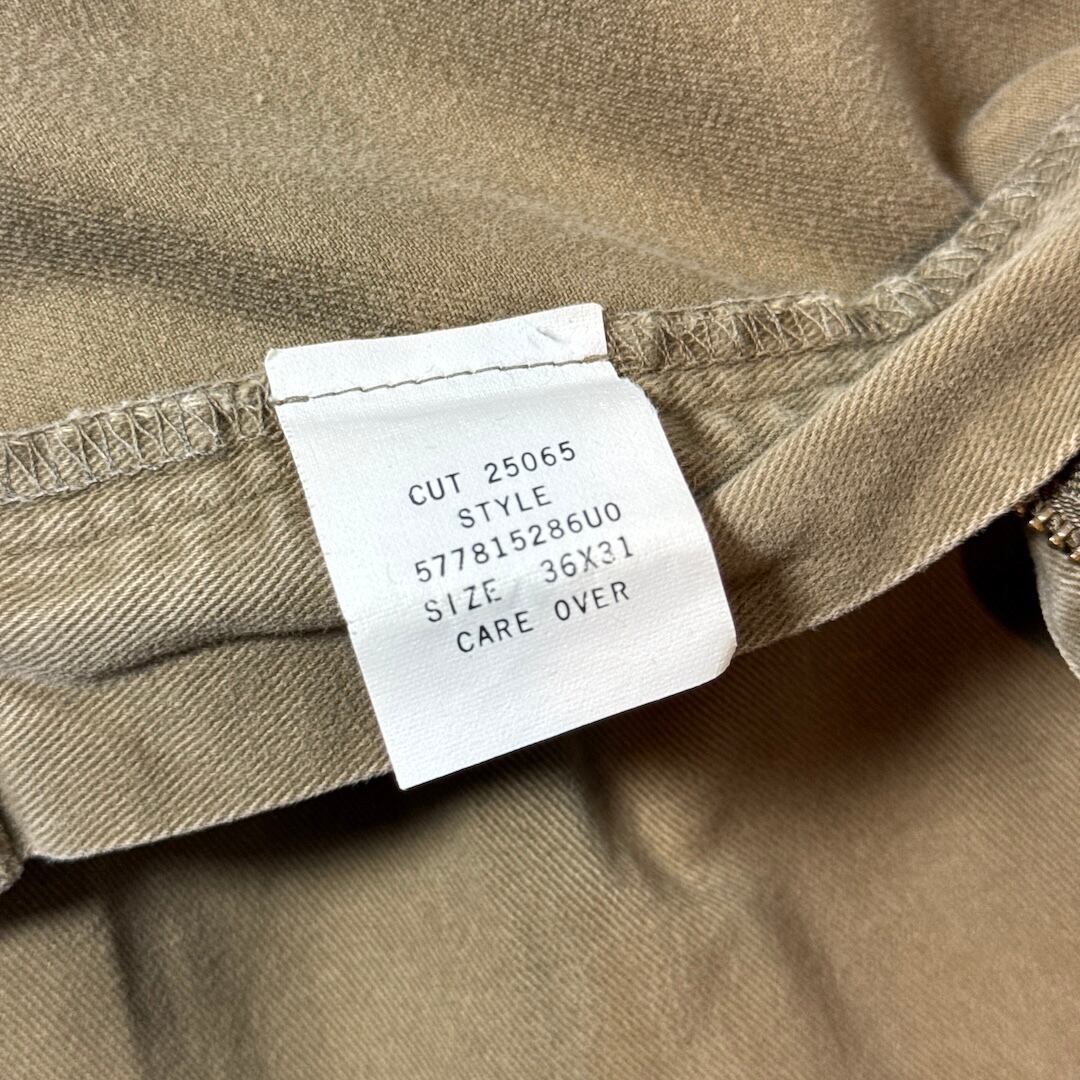 CUT 25065
STYLE
577815286U0
SIZE 36X31
CARE OVER